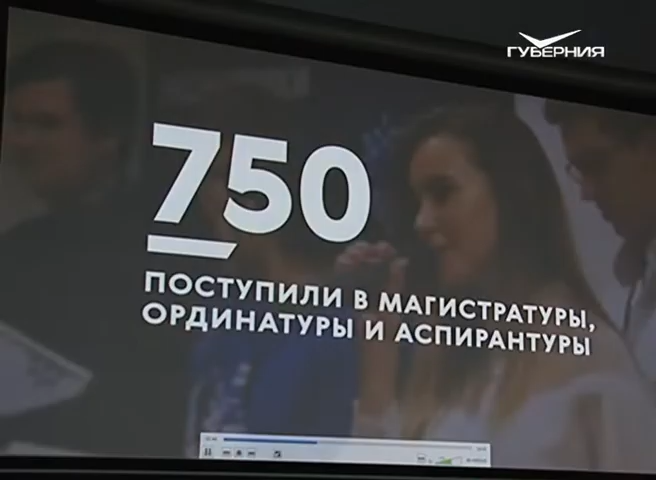 ГУБЕРНИЯ
750
ПОСТУПИЛИ В МАГИСТРАТУРЫ,
ОРДИНАТУРЫ И АСПИРАНТУРЫ